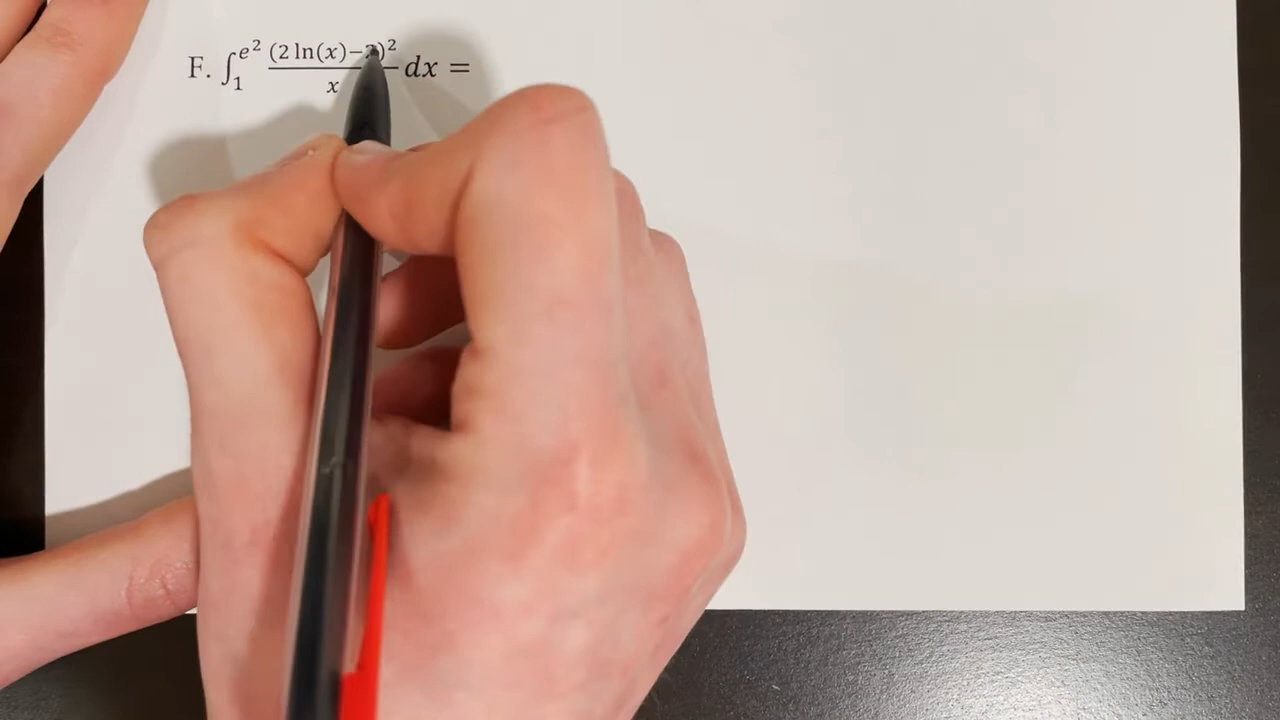 F. ∫₁^{e²} (2 ln(x)− )²/x dx =